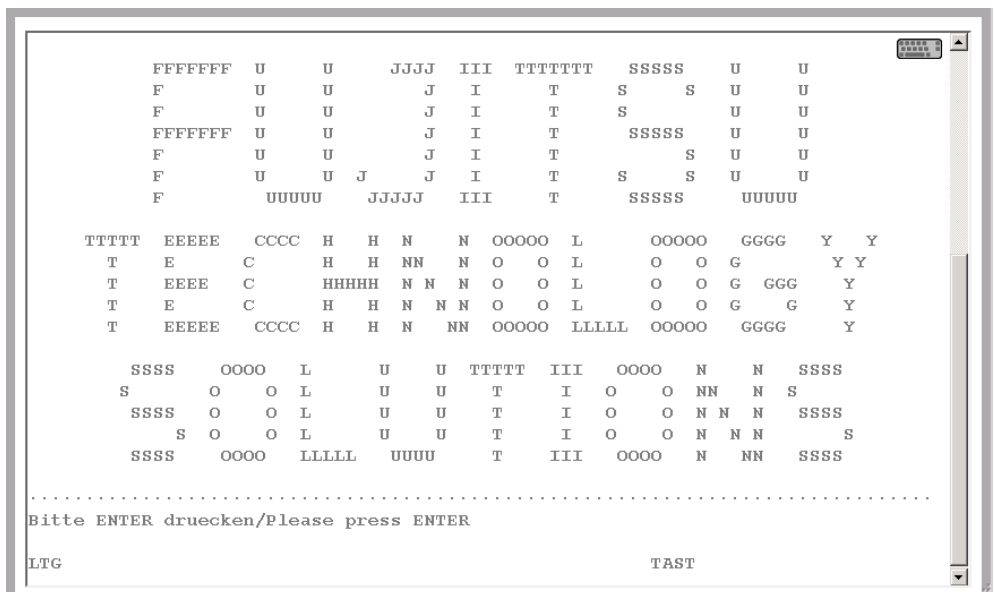 FUJITSU
TECHNOLOGY
SOLUTIONS
................................................................................
Bitte ENTER druecken/Please press ENTER
LTG TAST